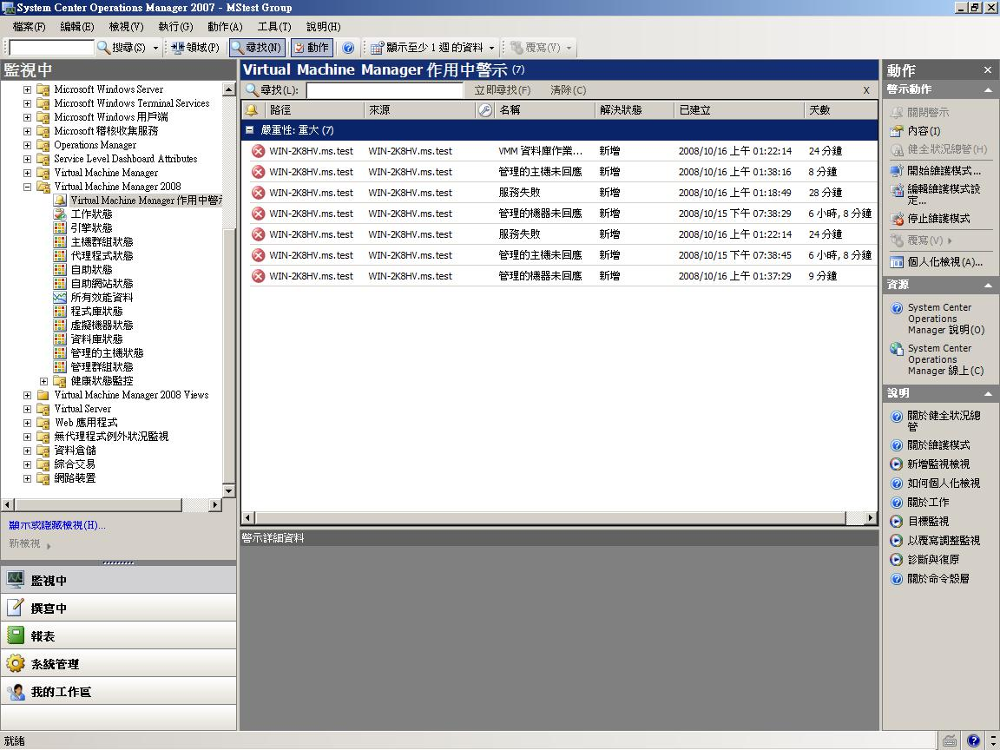 System Center Operations Manager 2007 - MStest Group
檔案(F) 編輯(E) 檢視(V) 執行(G) 動作(A) 工具(T) 說明(H)
搜尋(S) 領域(P) 尋找(N) 動作 顯示至少 1 週的資料 覆寫(V)
監視中
Microsoft Windows Server
Microsoft Windows Terminal Services
Microsoft Windows 用戶端
Microsoft 稽核收集服務
Operations Manager
Service Level Dashboard Attributes
Virtual Machine Manager
Virtual Machine Manager 2008
Virtual Machine Manager 作用中警示
工作狀態
引擎狀態
主機群組狀態
代理程式狀態
自助狀態
自助網站狀態
所有效能資料
程式庫狀態
虛擬機器狀態
資料庫狀態
管理的主機狀態
管理群組狀態
健康狀態監控
Virtual Machine Manager 2008 Views
Virtual Server
Web 應用程式
無代理程式例外狀況監視
資料倉儲
綜合交易
網路裝置
顯示或隱藏檢視(H)...
新檢視
監視中
撰寫中
報表
系統管理
我的工作區
就緒
Virtual Machine Manager 作用中警示 (7)
尋找(L): 立即尋找(F) 清除(C) x
路徑 來源 名稱 解決狀態 已建立 天數
嚴重性: 重大 (7)
WIN-2K8HV.ms.test WIN-2K8HV.ms.test VMM 資料庫作業... 新增 2008/10/16 上午 01:22:14 24 分鐘
WIN-2K8HV.ms.test WIN-2K8HV.ms.test 管理的主機未回應 新增 2008/10/16 上午 01:38:16 8 分鐘
WIN-2K8HV.ms.test WIN-2K8HV.ms.test 服務失敗 新增 2008/10/16 上午 01:18:49 28 分鐘
WIN-2K8HV.ms.test WIN-2K8HV.ms.test 管理的機器未回應 新增 2008/10/15 下午 07:38:29 6 小時, 8 分鐘
WIN-2K8HV.ms.test WIN-2K8HV.ms.test 服務失敗 新增 2008/10/16 上午 01:22:14 24 分鐘
WIN-2K8HV.ms.test WIN-2K8HV.ms.test 管理的主機未回應 新增 2008/10/15 下午 07:38:45 6 小時, 8 分鐘
WIN-2K8HV.ms.test WIN-2K8HV.ms.test 管理的機器未回應 新增 2008/10/16 上午 01:37:29 9 分鐘
警示詳細資料
動作
警示動作
關閉警示
內容(I)
健全狀況總管(H)
開始維護模式...
編輯維護模式設
定...
停止維護模式
覆寫(V)
個人化檢視(A)...
資源
System Center
Operations
Manager 說明(O)
System Center
Operations
Manager 線上(C)
說明
關於健全狀況總
管
關於維護模式
新增監視檢視
如何個人化檢視
關於工作
目標監視
以覆寫調整監視
診斷與復原
關於命令殼層